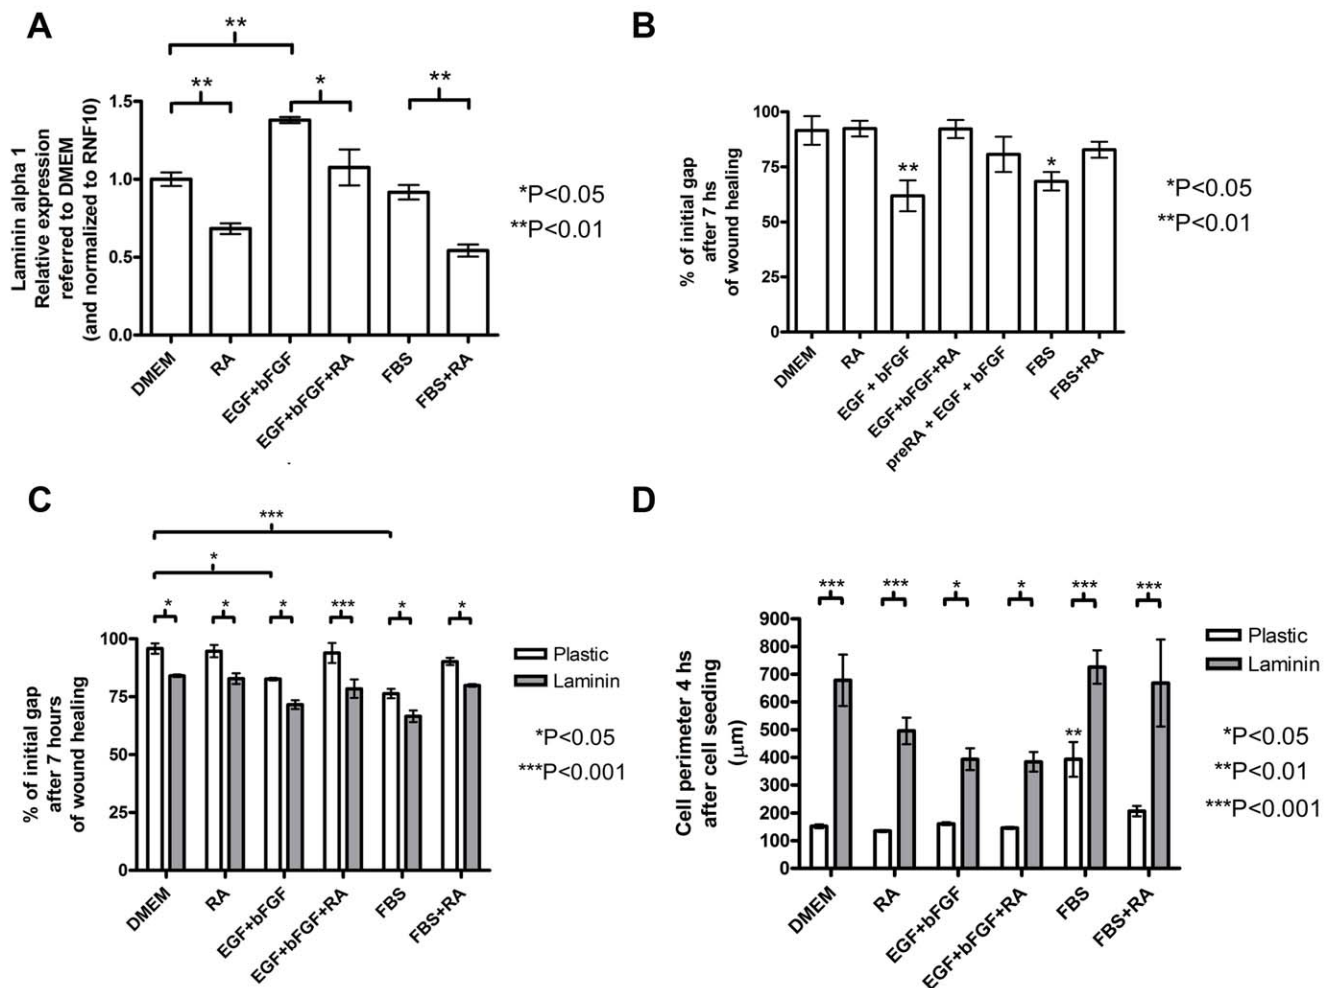 A
**
**
*
**
Laminin alpha 1
Relative expression
referred to DMEM
(and normalized to RNF10)
1.5
1.0
0.5
0.0
DMEM
RA
EGF+bFGF
EGF+bFGF+RA
FBS
FBS+RA
*P<0.05
**P<0.01
B
% of initial gap
after 7 hs
of wound healing
100
75
50
25
0
**
*
DMEM
RA
EGF + bFGF
EGF+bFGF+RA
preRA + EGF + bFGF
FBS
FBS+RA
*P<0.05
**P<0.01
C
***
*
*
*
*
***
*
*
% of initial gap
after 7 hours
of wound healing
100
75
50
25
0
DMEM
RA
EGF+bFGF
EGF+bFGF+RA
FBS
FBS+RA
Plastic
Laminin
*P<0.05
***P<0.001
D
***
***
*
*
***
***
**
Cell perimeter 4 hs
after cell seeding
(μm)
900
800
700
600
500
400
300
200
100
0
DMEM
RA
EGF+bFGF
EGF+bFGF+RA
FBS
FBS+RA
Plastic
Laminin
*P<0.05
**P<0.01
***P<0.001